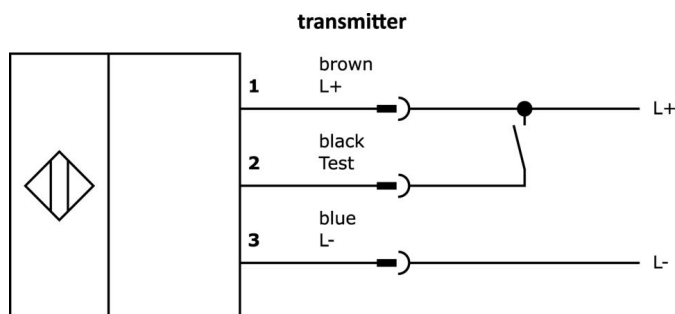 transmitter
brown
1 L+ L+
black
2 Test
blue
3 L- L-